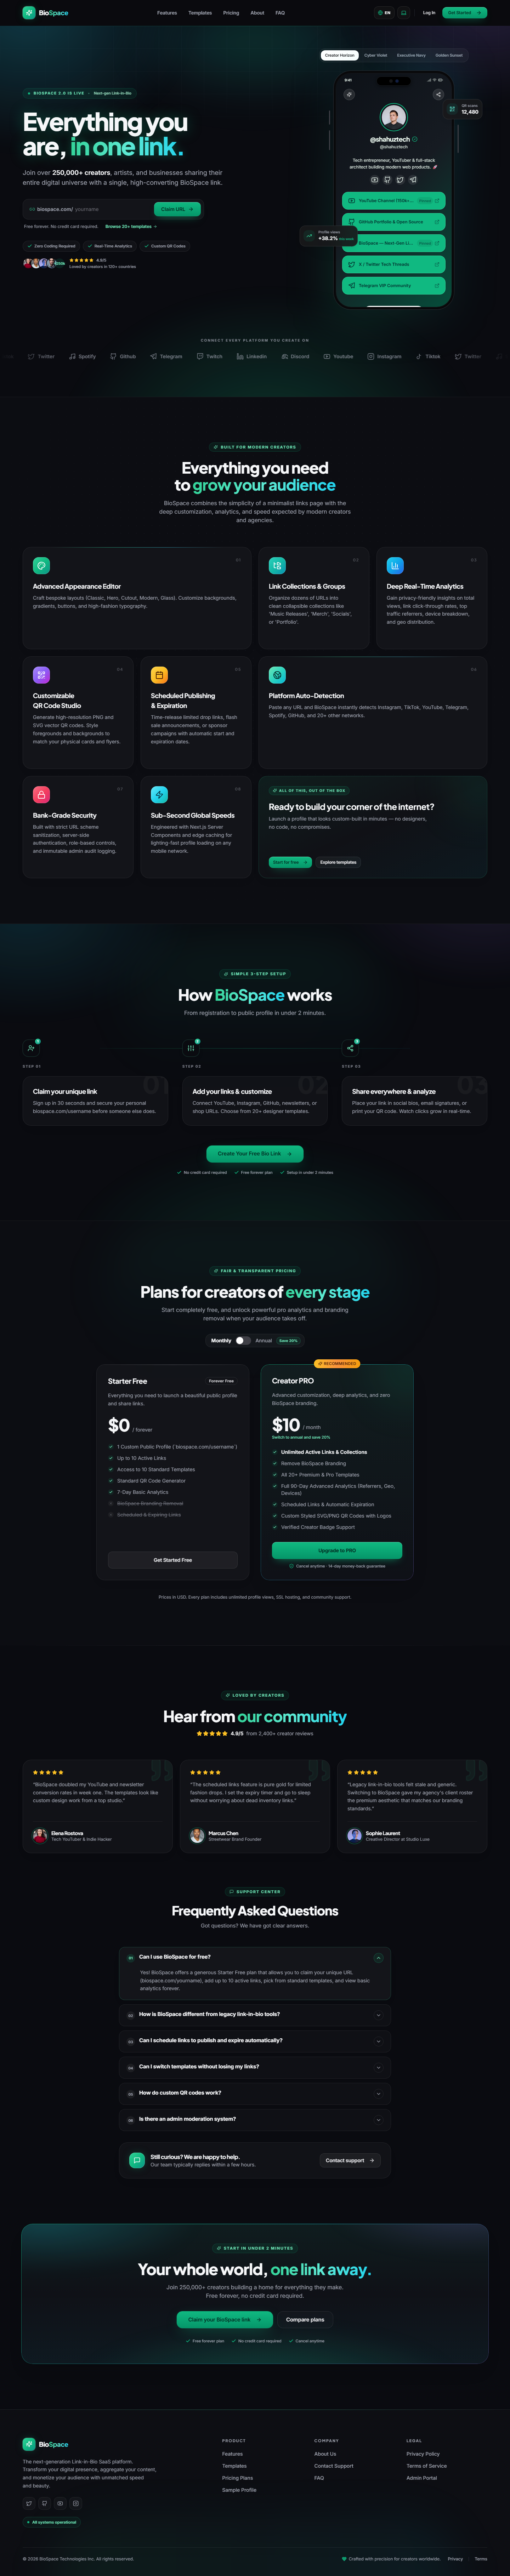 BioSpace
Features
Templates
Pricing
About
FAQ
EN
Log In
Get Started
BIOSPACE 2.0 IS LIVE
Next-gen Link-in-Bio
Everything you
are, in one link.
Join over 250,000+ creators, artists, and businesses sharing their
entire digital universe with a single, high-converting BioSpace link.
biospace.com/ yourname
Claim URL
Free forever. No credit card required.
Browse 20+ templates
Zero Coding Required
Real-Time Analytics
Custom QR Codes
4.9/5
Loved by creators in 120+ countries
Creator Horizon
Cyber Violet
Executive Navy
Golden Sunset
9:41
QR scans
12,480
@shahuztech
@shahuztech
Tech entrepreneur, YouTuber & full-stack
architect building digital products. 🚀
YouTube Channel (150k+...
GitHub Portfolio & Open Source
Profile views
+38.2%
BioSpace — Next-Gen Li...
X / Twitter Tech Threads
Telegram VIP Community
CONNECT EVERY PLATFORM YOU CREATE ON
Twitter
Spotify
Github
Telegram
Twitch
Linkedin
Discord
Youtube
Instagram
Tiktok
Twitter
BUILT FOR MODERN CREATORS
Everything you need
to grow your audience
BioSpace combines the simplicity of a minimalist links page with the
deep customization, analytics, and speed expected by modern creators
and agencies.
01
Advanced Appearance Editor
Craft bespoke layouts (Classic, Hero, Cutout, Modern, Glass). Customize backgrounds,
gradients, buttons, and high-fashion typography.
02
Link Collections & Groups
Organize dozens of URLs into
clean collapsible collections like
'Music Releases', 'Merch', 'Socials',
or 'Portfolio'.
03
Deep Real-Time Analytics
Gain privacy-friendly insights on total
views, link click-through rates, top
traffic referrers, device breakdown,
and geo distribution.
04
Customizable
QR Code Studio
Generate high-resolution PNG and
SVG vector QR codes. Style
foregrounds and backgrounds to
match your physical cards and flyers.
05
Scheduled Publishing
& Expiration
Time-release limited drop links, flash
sale announcements, or sponsor
campaigns with automatic start and
expiration dates.
06
Platform Auto-Detection
Paste any URL and BioSpace instantly detects Instagram, TikTok, YouTube, Telegram,
Spotify, GitHub, and 20+ other networks.
07
Bank-Grade Security
Built with strict URL scheme
sanitization, server-side
authentication, role-based controls,
and immutable admin audit logging.
08
Sub-Second Global Speeds
Engineered with Next.js Server
Components and edge caching for
lighting-fast profile loading on any
mobile network.
ALL OF THIS, OUT OF THE BOX
Ready to build your corner of the internet?
Launch a profile that looks custom-built in minutes — no designers,
no code, no compromises.
Start for free
Explore templates
SIMPLE 3-STEP SETUP
How BioSpace works
From registration to public profile in under 2 minutes.
1
2
3
STEP 01
STEP 02
STEP 03
01
Claim your unique link
Sign up in 30 seconds and secure your personal
biospace.com/username before someone else does.
02
Add your links & customize
Connect YouTube, Instagram, GitHub, newsletters, or
shop URLs. Choose from 20+ designer templates.
03
Share everywhere & analyze
Place your link in social bios, email signatures, or
print your QR code. Watch clicks grow in real-time.
Create Your Free Bio Link
No credit card required
Free forever plan
Setup in under 2 minutes
FAIR & TRANSPARENT PRICING
Plans for creators of every stage
Start completely free, and unlock powerful pro analytics and branding
removal when your audience takes off.
Monthly
Annual
Save 20%
Starter Free
Forever Free
Everything you need to launch a beautiful public profile
and share links.
$0 / forever
1 Custom Public Profile (`biospace.com/username`)
Up to 10 Active Links
Access to 10 Standard Templates
Standard QR Code Generator
7-Day Basic Analytics
BioSpace Branding Removal
Scheduled & Expiring Links
Get Started Free
RECOMMENDED
Creator PRO
Advanced customization, deep analytics, and zero
BioSpace branding.
$10 / month
Switch to annual and save 20%
Unlimited Active Links & Collections
Remove BioSpace Branding
All 20+ Premium & Pro Templates
Full 90-Day Advanced Analytics (Referrers, Geo,
Devices)
Scheduled Links & Automatic Expiration
Custom Styled SVG/PNG QR Codes with Logos
Verified Creator Badge Support
Upgrade to PRO
Cancel anytime · 14-day money-back guarantee
Prices in USD. Every plan includes unlimited profile views, SSL hosting, and community support.
LOVED BY CREATORS
Hear from our community
4.9/5 from 2,400+ creator reviews
"BioSpace doubled my YouTube and newsletter
conversion rates in week one. The templates look like
custom design work from a top studio."
Elena Rostova
Tech YouTuber & Indie Hacker
"The scheduled links feature is pure gold for limited
fashion drops. I set the expiry timer and go to sleep
without worrying about dead inventory links."
Marcus Chen
Streetwear Brand Founder
"Legacy link-in-bio tools felt stale and generic.
Switching to BioSpace gave my agency's client roster
the premium aesthetic that matches our branding
standards."
Sophie Laurent
Creative Director at Studio Luxe
SUPPORT CENTER
Frequently Asked Questions
Got questions? We have got clear answers.
01
Can I use BioSpace for free?
Yes! BioSpace offers a generous Starter Free plan that allows you to claim your unique URL
(biospace.com/yourname), add up to 10 active links, pick from standard templates, and view basic
analytics forever.
02
How is BioSpace different from legacy link-in-bio tools?
03
Can I schedule links to publish and expire automatically?
04
Can I switch templates without losing my links?
05
How do custom QR codes work?
06
Is there an admin moderation system?
Still curious? We are happy to help.
Our team typically replies within a few hours.
Contact support
START IN UNDER 2 MINUTES
Your whole world, one link away.
Join 250,000+ creators building a home for everything they make.
Free forever, no credit card required.
Claim your BioSpace link
Compare plans
Free forever plan
No credit card required
Cancel anytime
BioSpace
The next-generation Link-in-Bio SaaS platform.
Transform your digital presence, aggregate your content,
and monetize your audience with unmatched speed
and beauty.
All systems operational
PRODUCT
Features
Templates
Pricing Plans
Sample Profile
COMPANY
About Us
Contact Support
FAQ
LEGAL
Privacy Policy
Terms of Service
Admin Portal
© 2026 BioSpace Technologies Inc. All rights reserved.
Crafted with precision for creators worldwide.
Privacy
Terms